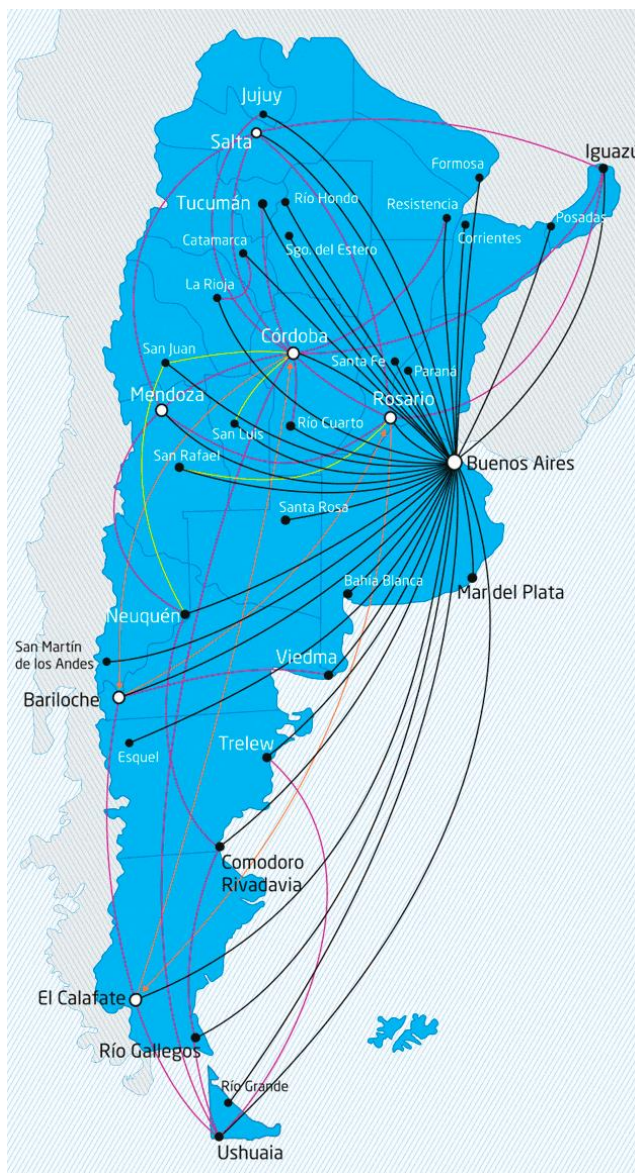 Jujuy
Salta
Iguazu
Formosa
Tucumán
Río Hondo
Resistencia
Posadas
Corrientes
Catamarca
Sgo. del Estero
La Rioja
Córdoba
San Juan
Santa Fe
Paraná
Mendoza
Rosario
San Luis
Río Cuarto
San Rafael
Buenos Aires
Santa Rosa
Bahía Blanca
Mar del Plata
Neuquén
San Martín
de los Andes
Viedma
Bariloche
Trelew
Esquel
Comodoro
Rivadavia
El Calafate
Río Gallegos
Río Grande
Ushuaia